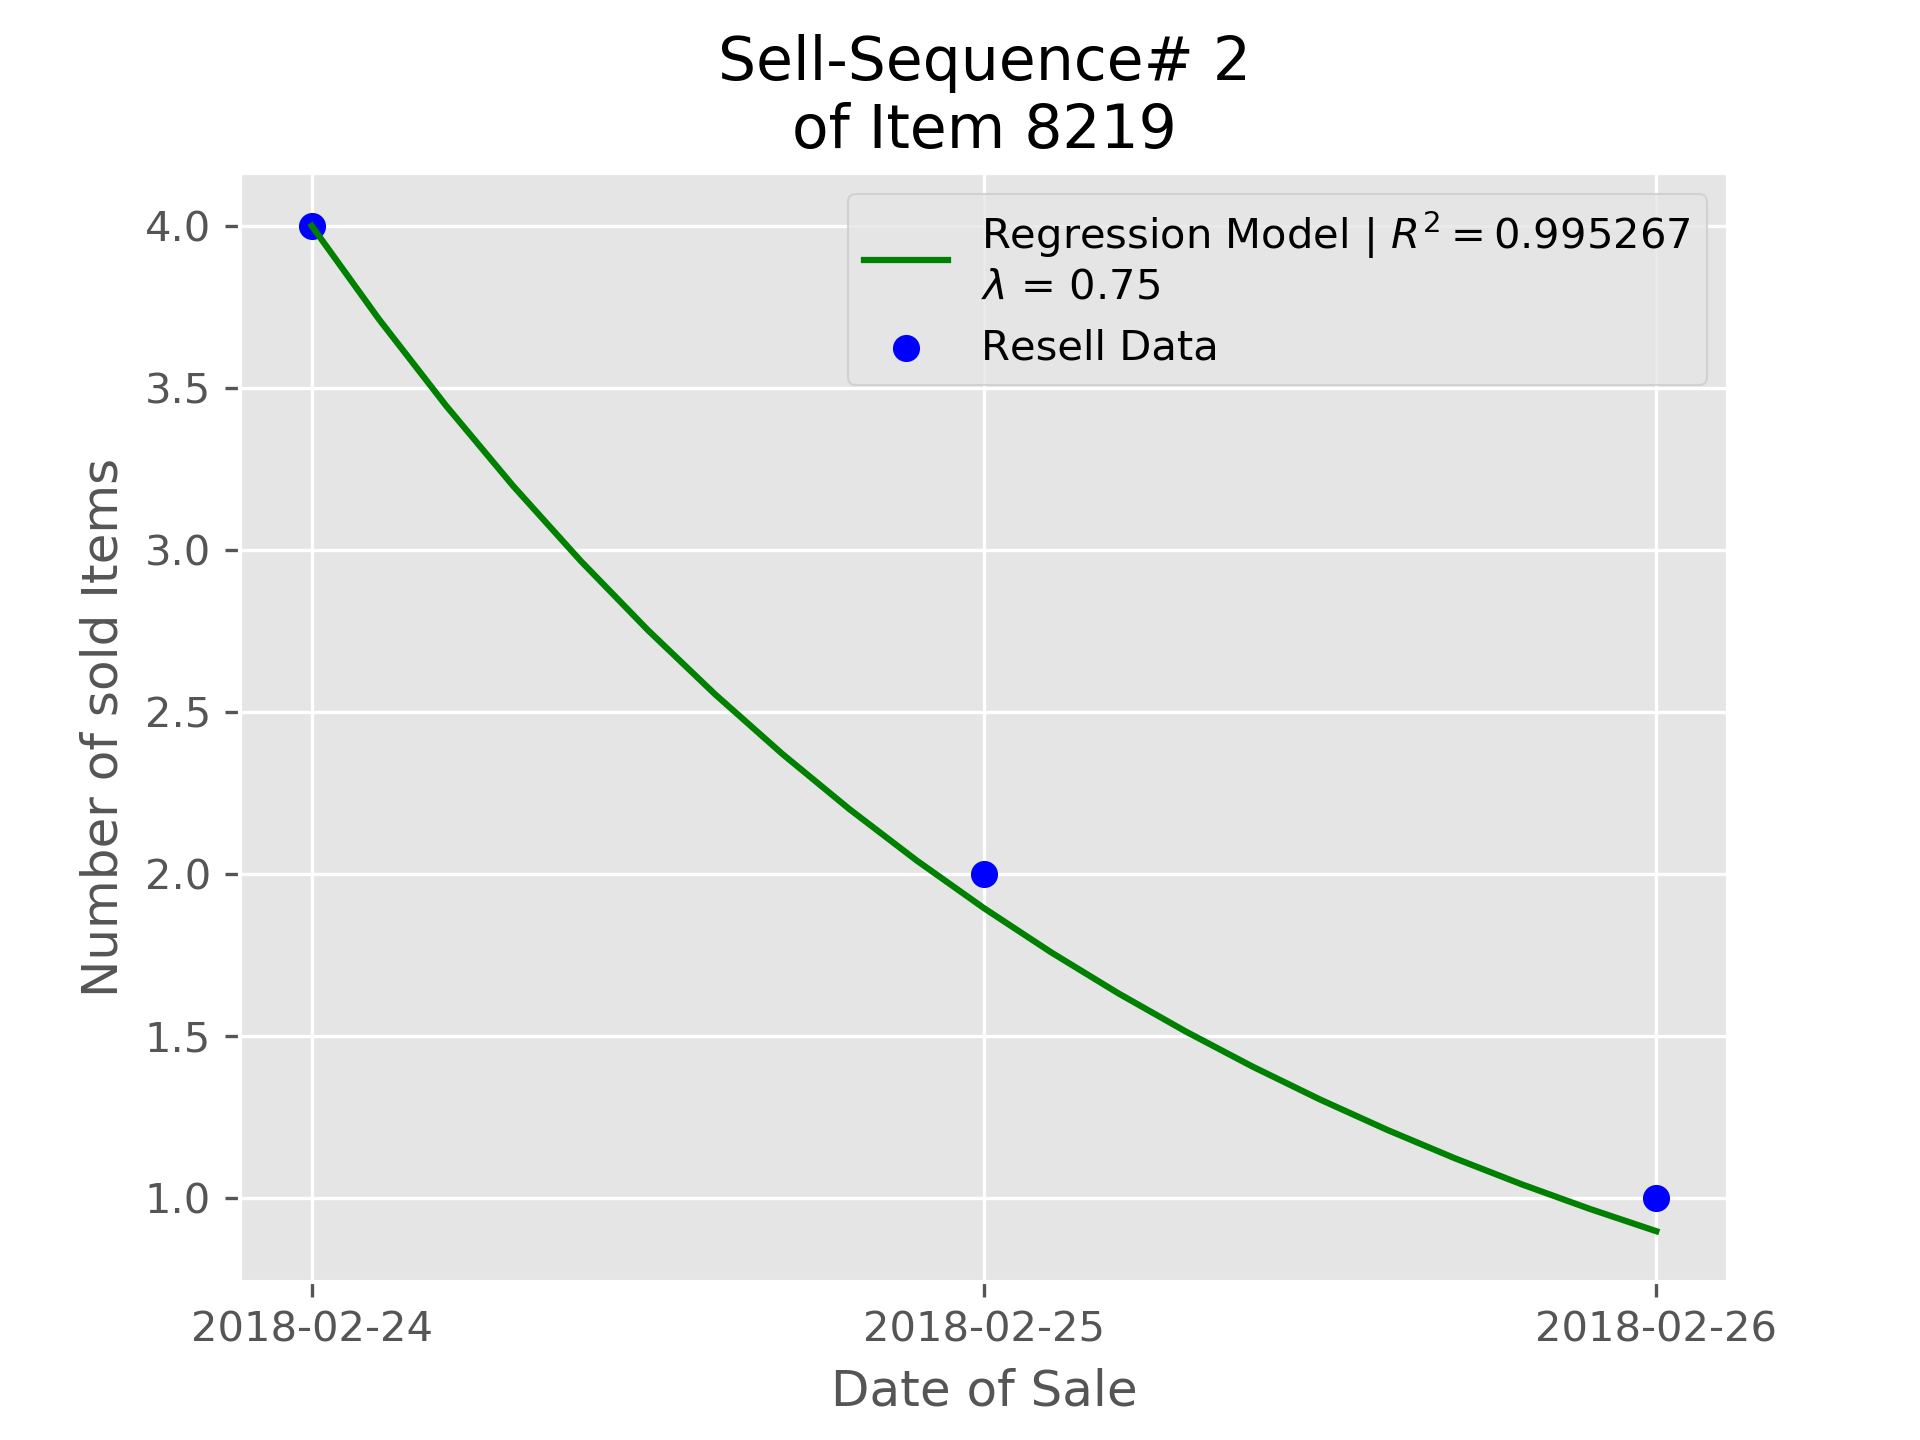 Sell-Sequence# 2
of Item 8219
Regression Model | R² = 0.995267
λ = 0.75
Resell Data
Number of sold Items
4.0
3.5
3.0
2.5
2.0
1.5
1.0
2018-02-24
2018-02-25
2018-02-26
Date of Sale